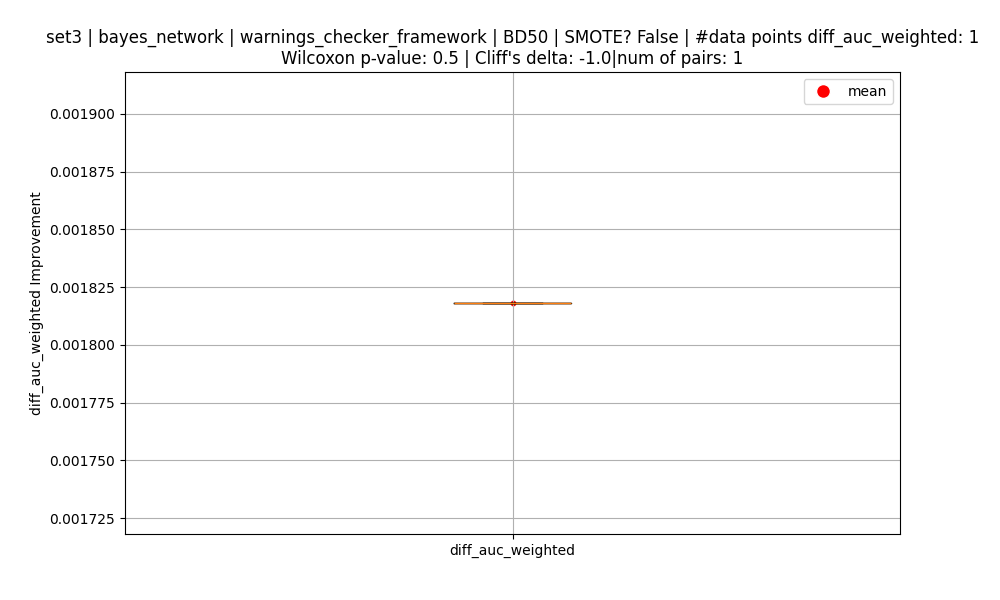 set3 | bayes_network | warnings_checker_framework | BD50 | SMOTE? False | #data points diff_auc_weighted: 1
Wilcoxon p-value: 0.5 | Cliff's delta: -1.0|num of pairs: 1
mean
0.001900
0.001875
0.001850
0.001825
0.001800
0.001775
0.001750
0.001725
diff_auc_weighted Improvement
diff_auc_weighted